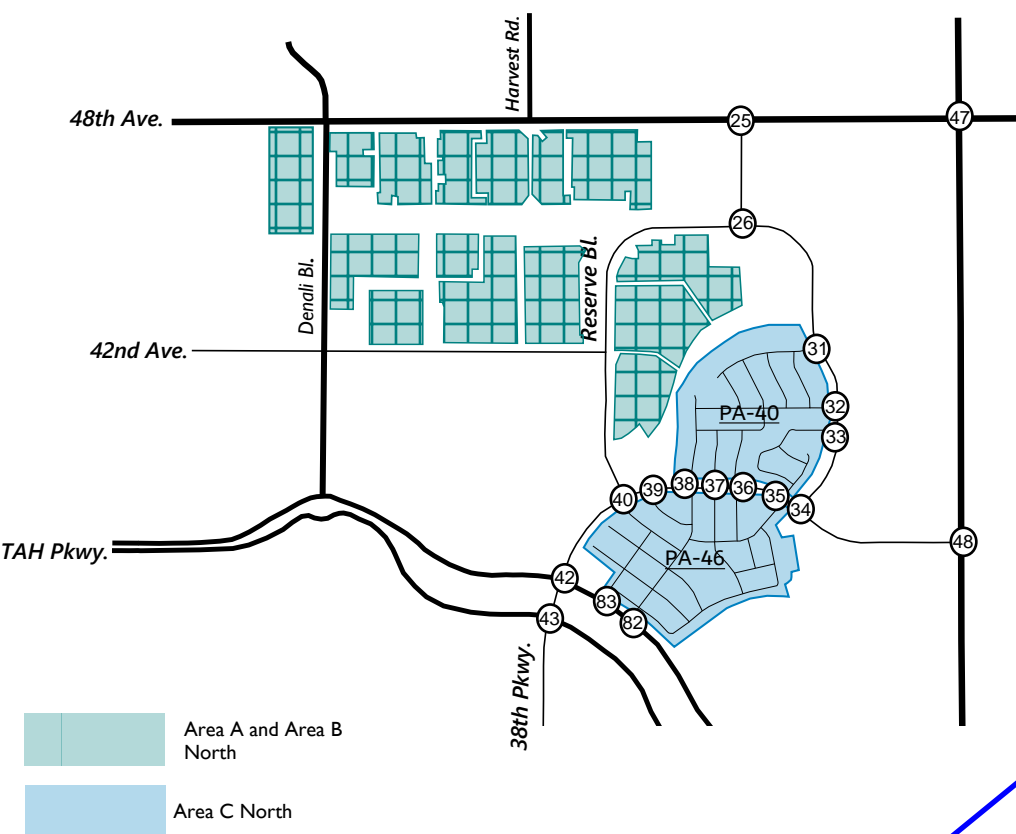 Harvest Rd.
48th Ave.
25
47
26
Reserve Bl.
Denali Bl.
42nd Ave.
31
32
PA-40
33
38
37
36
39
35
40
34
TAH Pkwy.
48
PA-46
42
83
43
82
38th Pkwy.
Area A and Area B
North
Area C North